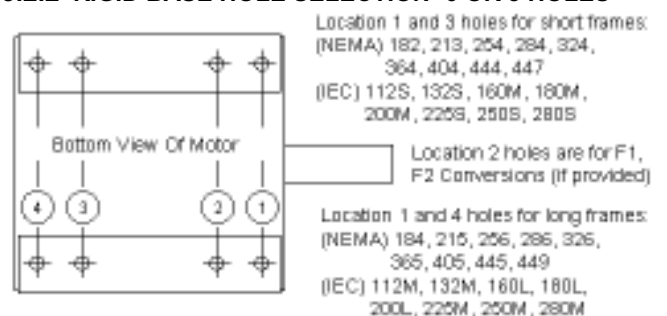 Location 1 and 3 holes for short frames:
(NEMA) 182, 213, 254, 284, 324,
364, 404, 444, 447
(IEC) 112S, 132S, 160M, 180M,
200M, 225S, 250S, 280S
Bottom View Of Motor
Location 2 holes are for F1,
F2 Conversions (if provided)
4 3 2 1
Location 1 and 4 holes for long frames:
(NEMA) 184, 215, 256, 286, 326,
365, 405, 445, 449
(IEC) 112M, 132M, 160L, 180L,
200L, 225M, 250M, 280M